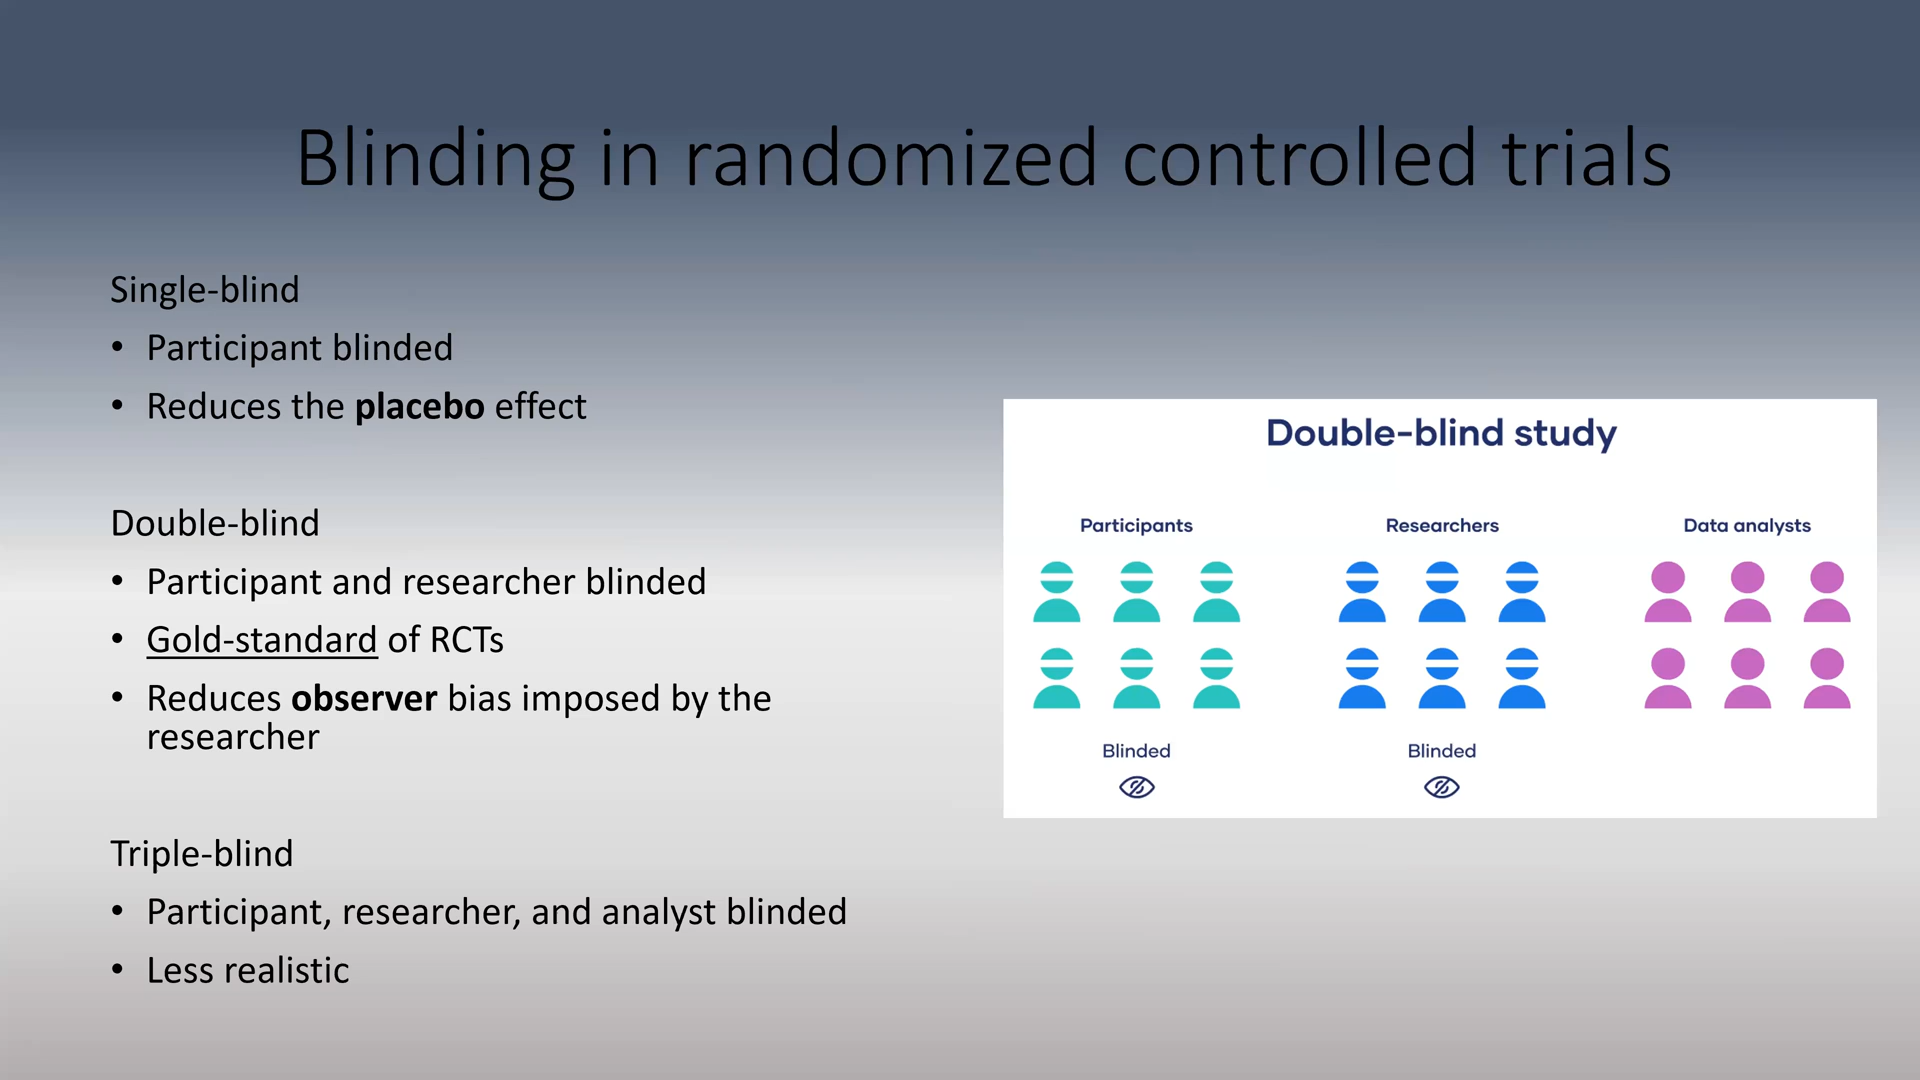 Blinding in randomized controlled trials
Single-blind
• Participant blinded
• Reduces the placebo effect
Double-blind
• Participant and researcher blinded
• Gold-standard of RCTs
• Reduces observer bias imposed by the
researcher
Triple-blind
• Participant, researcher, and analyst blinded
• Less realistic
Double-blind study
Participants
Researchers
Data analysts
Blinded
Blinded